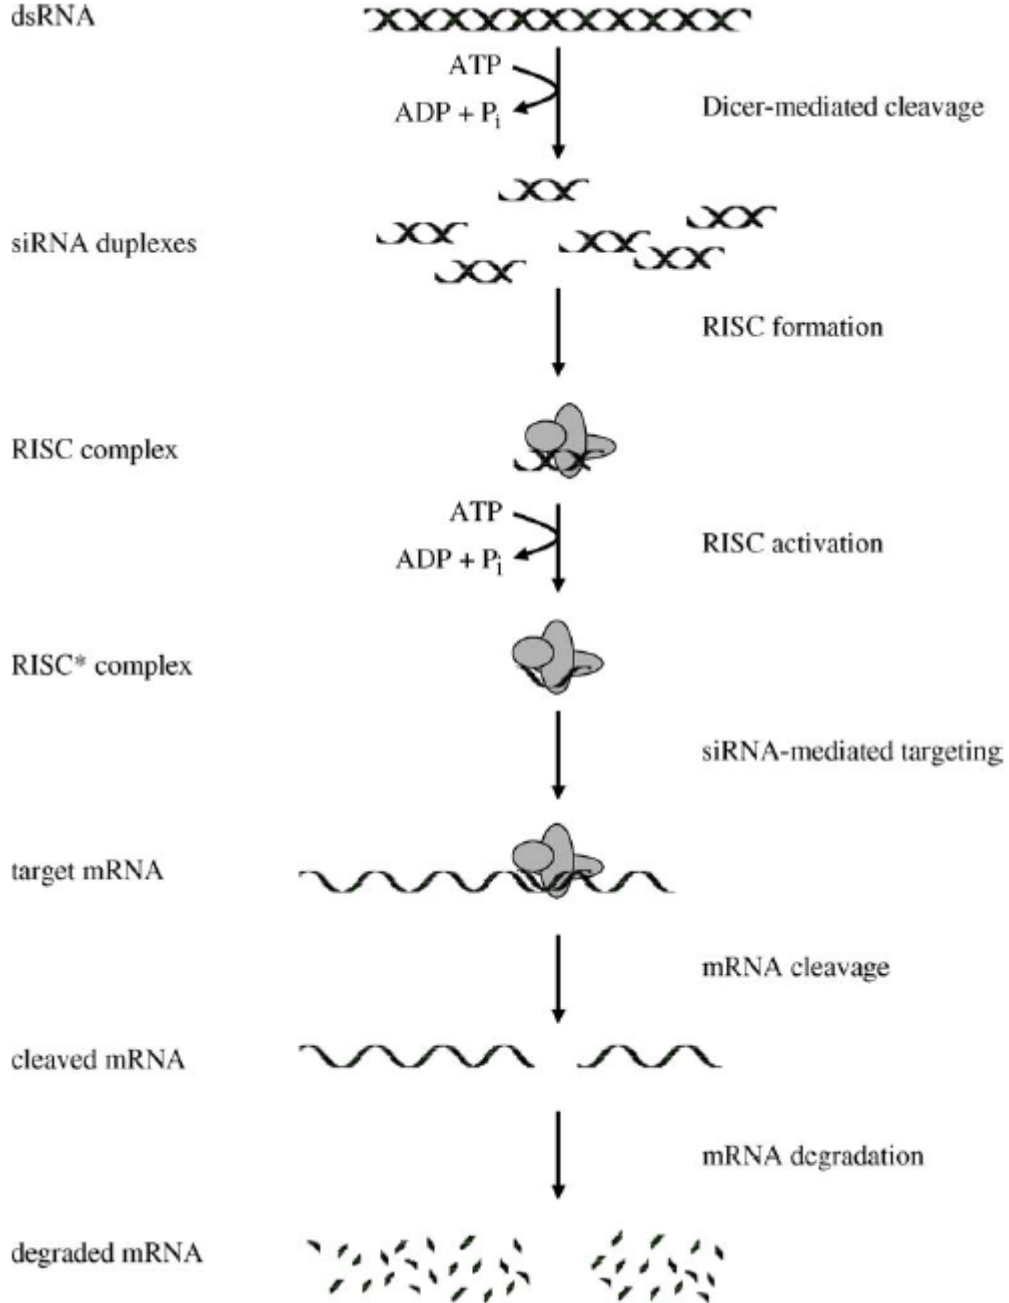 dsRNA
ATP
ADP + Pi
Dicer-mediated cleavage
siRNA duplexes
RISC formation
RISC complex
ATP
ADP + Pi
RISC activation
RISC* complex
siRNA-mediated targeting
target mRNA
mRNA cleavage
cleaved mRNA
mRNA degradation
degraded mRNA